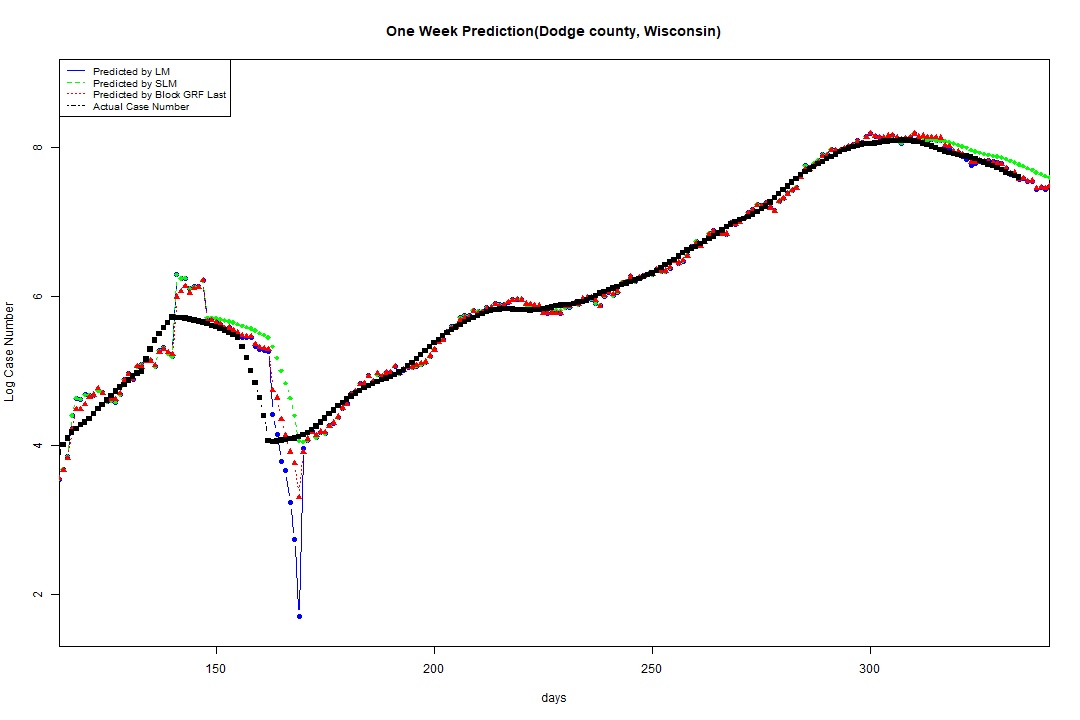 One Week Prediction(Dodge county, Wisconsin)
Predicted by LM
Predicted by SLM
Predicted by Block GRF Last
Actual Case Number
8
6
4
2
Log Case Number
150
200
250
300
days